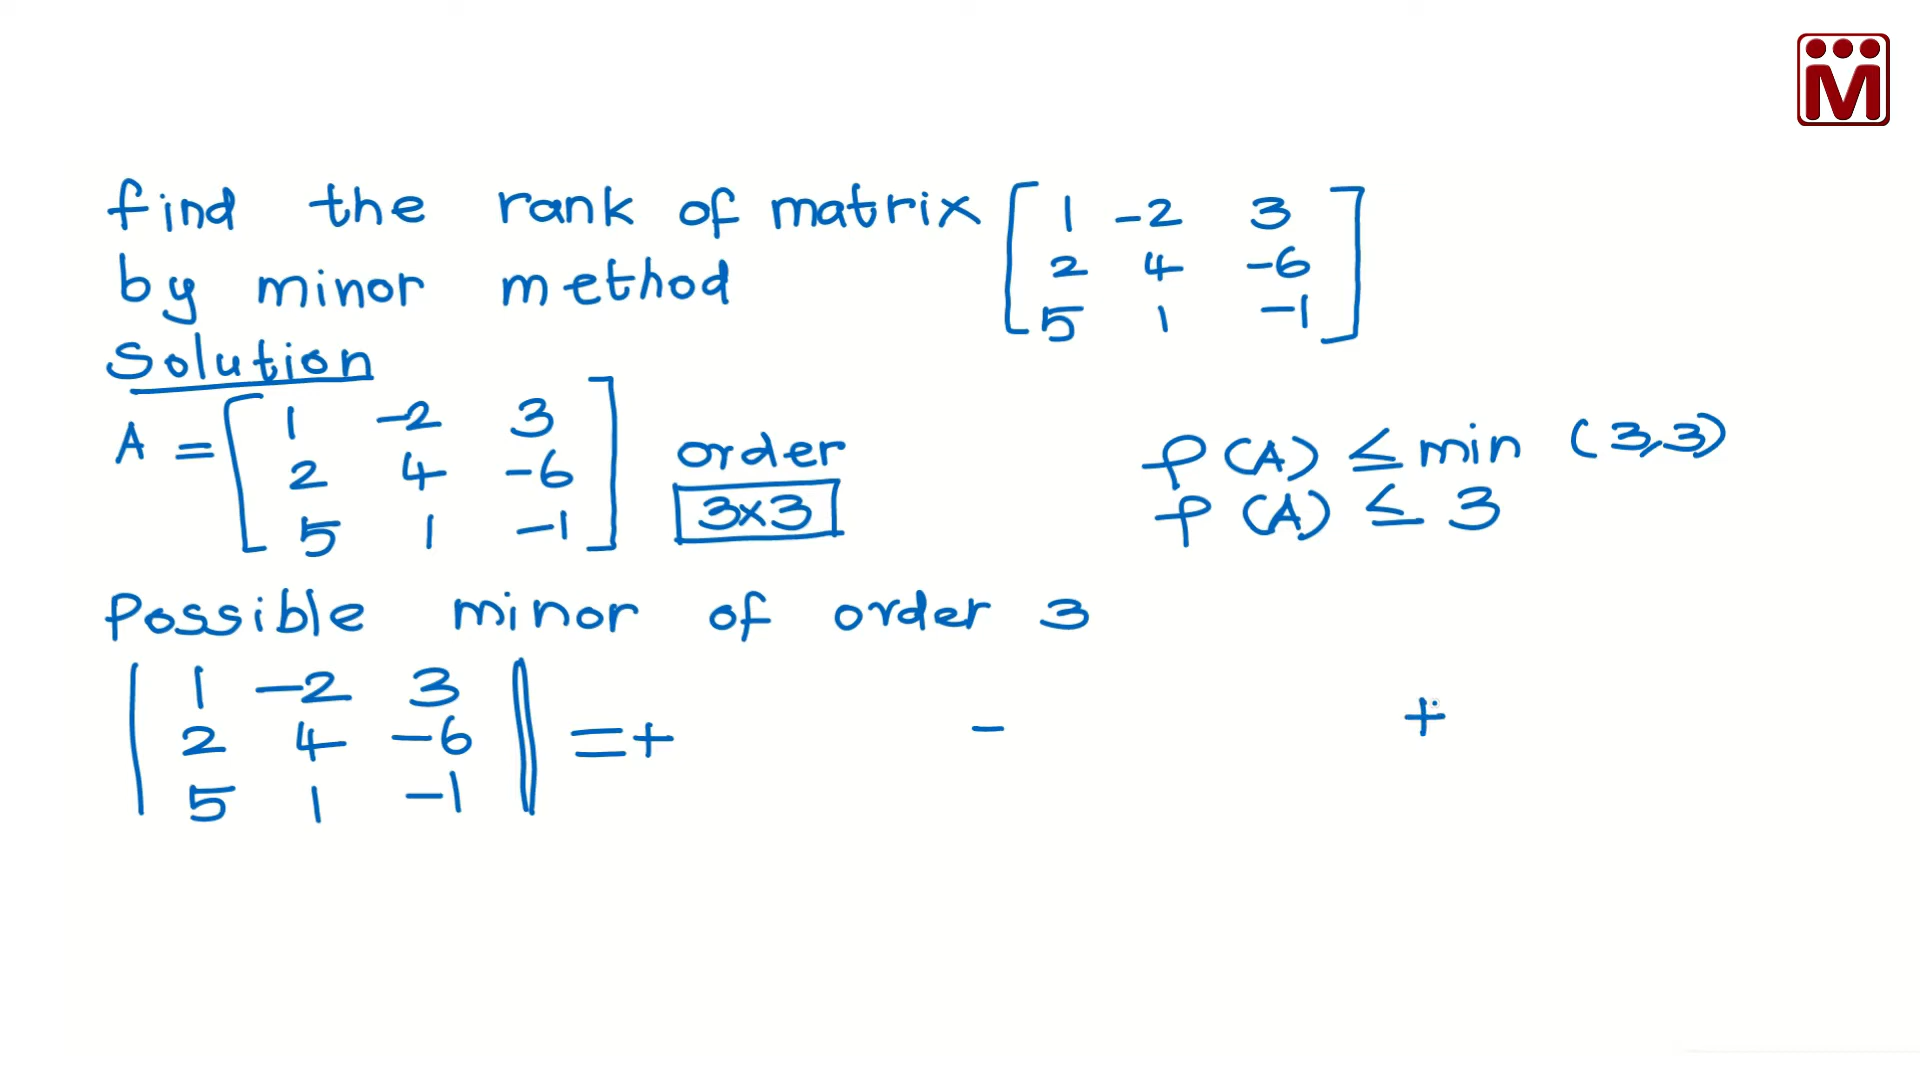 find the rank of matrix [ 1 -2 3
2 4 -6
by minor method
5 1 -1 ]
Solution
A = [ 1 -2 3
2 4 -6
5 1 -1 ]
order
3x3
ρ (A) ≤ min (3,3)
ρ (A) ≤ 3
Possible minor of order 3
| 1 -2 3
2 4 -6 | = + - +
5 1 -1
M